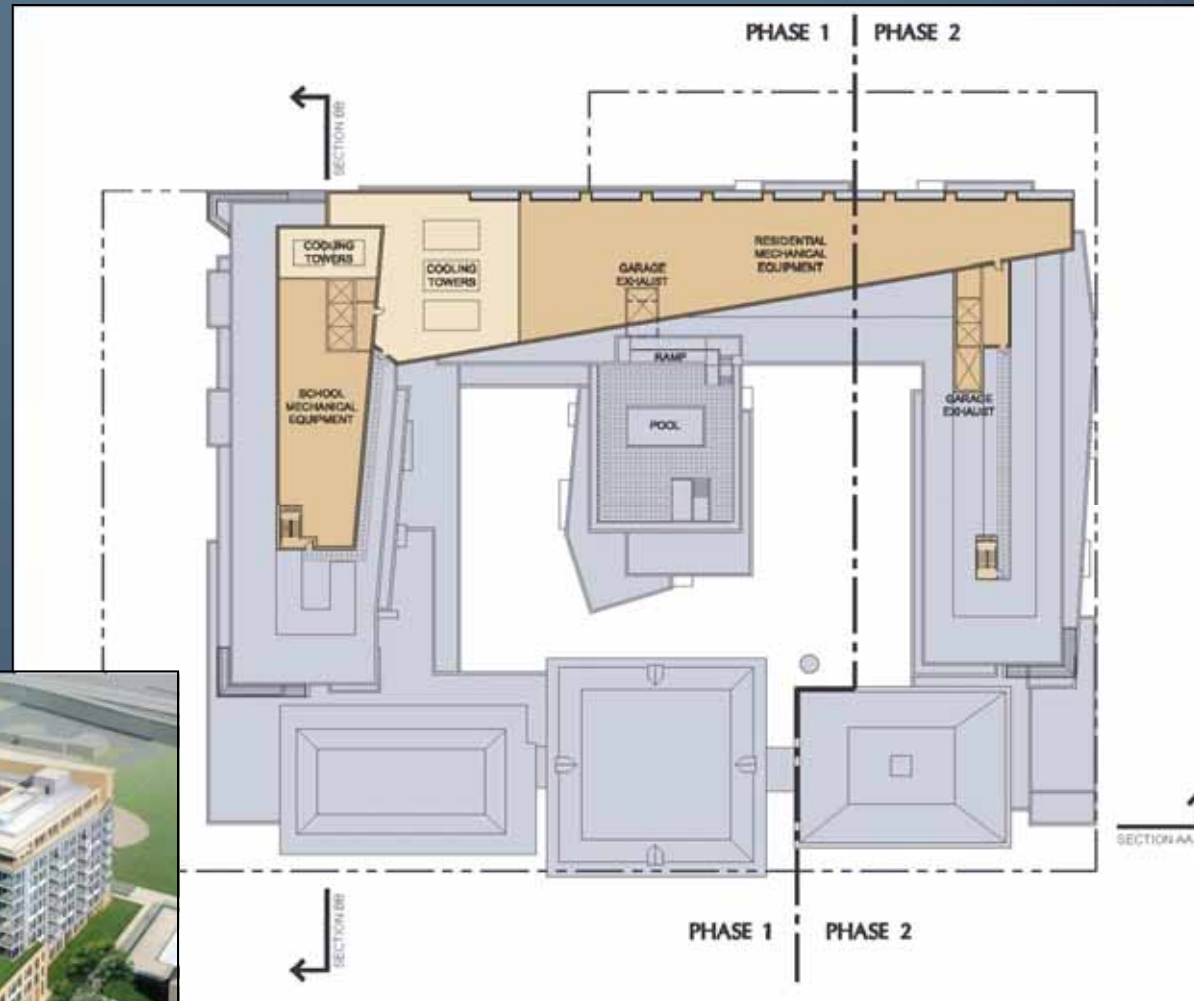 PHASE 1
PHASE 2
SECTION BB
COOLING
TOWERS
COOLING
TOWERS
GARAGE
EXHAUST
RESIDENTIAL
MECHANICAL
EQUIPMENT
RAMP
SCHOOL
MECHANICAL
EQUIPMENT
POOL
GARAGE
EXHAUST
SECTION AA
SECTION BB
PHASE 1
PHASE 2